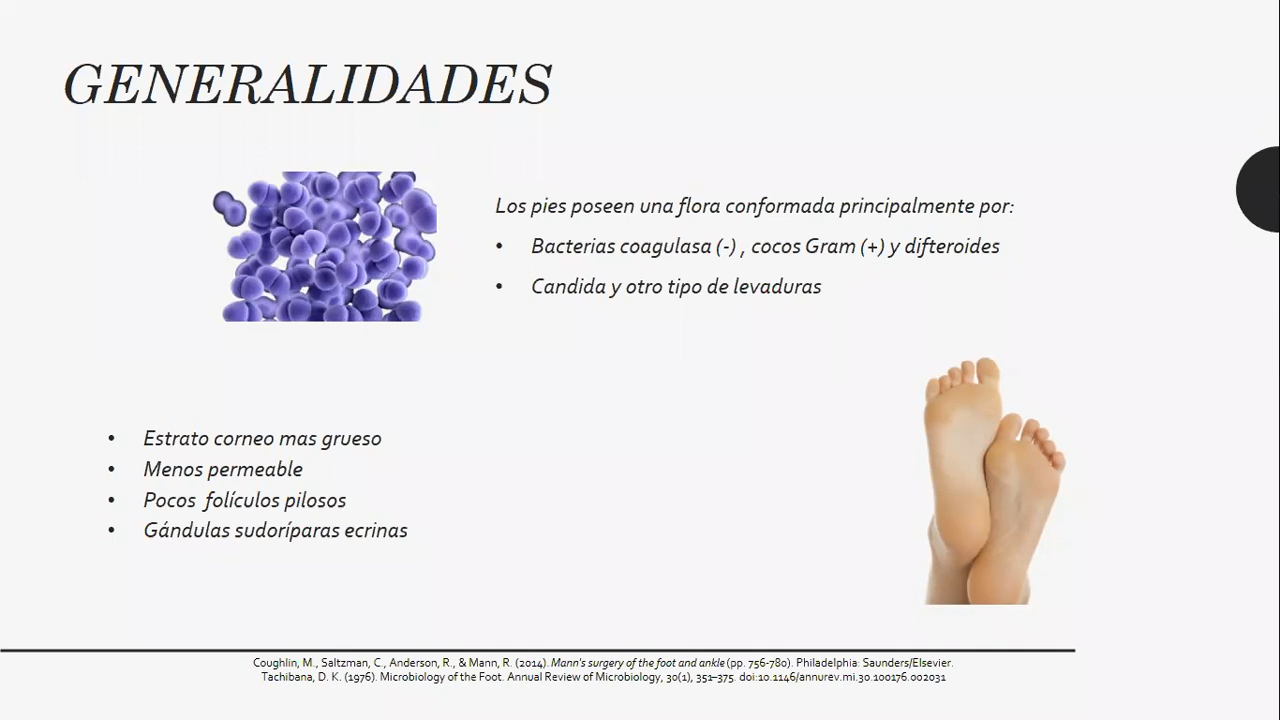 GENERALIDADES
Los pies poseen una flora conformada principalmente por:
• Bacterias coagulasa (-) , cocos Gram (+) y difteroides
• Candida y otro tipo de levaduras
• Estrato corneo mas grueso
• Menos permeable
• Pocos folículos pilosos
• Gándulas sudoríparas ecrinas
Coughlin, M., Saltzman, C., Anderson, R., & Mann, R. (2014). Mann's surgery of the foot and ankle (pp. 756-780). Philadelphia: Saunders/Elsevier.
Tachibana, D. K. (1976). Microbiology of the Foot. Annual Review of Microbiology, 30(1), 351–375. doi:10.1146/annurev.mi.30.100176.002031